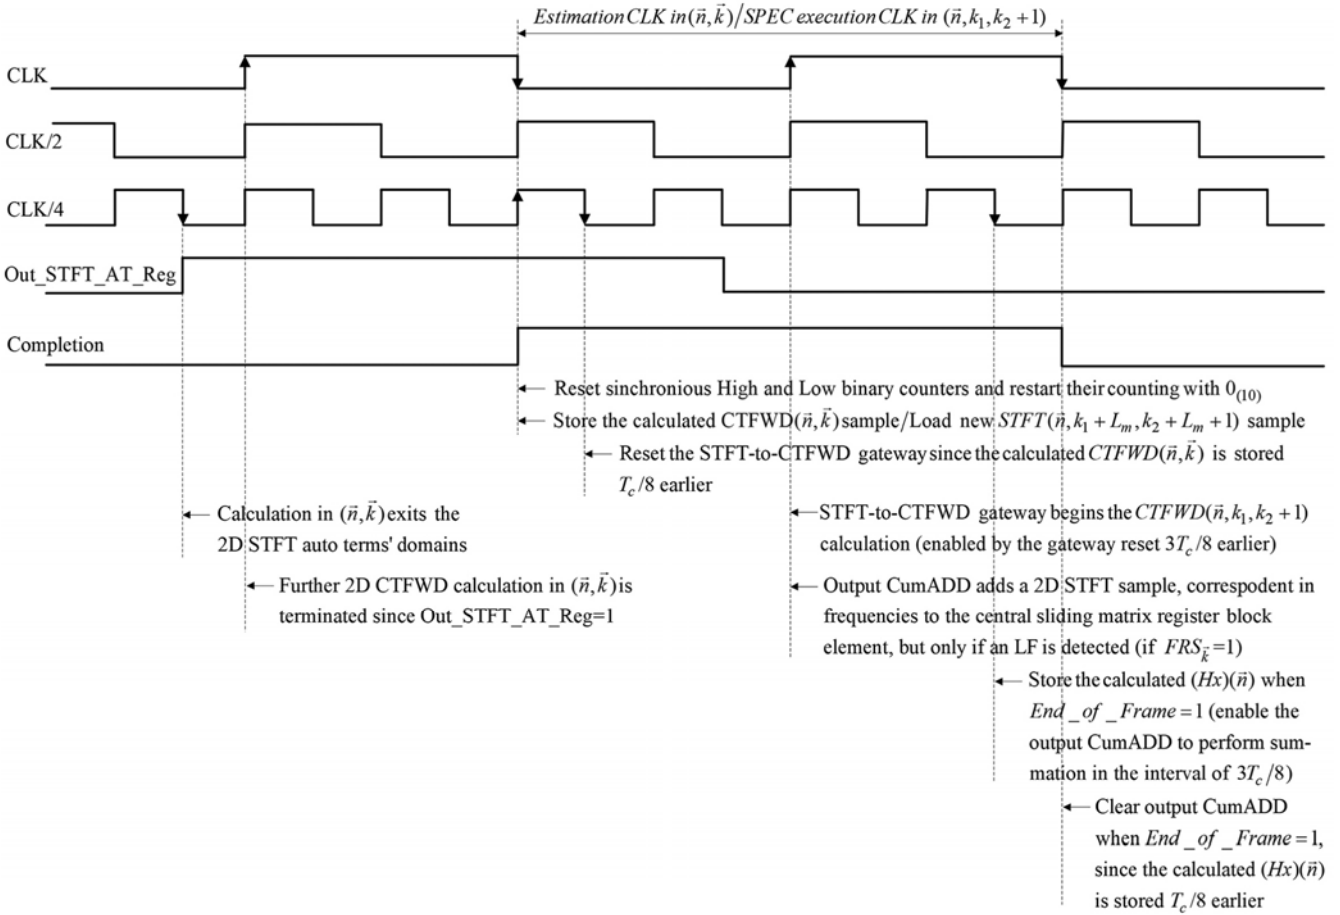 Estimation CLK in (n⃗,k⃗)/SPEC execution CLK in (n⃗,k₁,k₂+1)
CLK
CLK/2
CLK/4
Out_STFT_AT_Reg
Completion
Reset sinchronious High and Low binary counters and restart their counting with 0₍₁₀₎
Store the calculated CTFWD(n⃗,k⃗) sample/Load new STFT(n⃗,k₁+Lₘ,k₂+Lₘ+1) sample
Reset the STFT-to-CTFWD gateway since the calculated CTFWD(n⃗,k⃗) is stored
T_c/8 earlier
Calculation in (n⃗,k⃗) exits the
2D STFT auto terms' domains
STFT-to-CTFWD gateway begins the CTFWD(n⃗,k₁,k₂+1)
calculation (enabled by the gateway reset 3T_c/8 earlier)
Further 2D CTFWD calculation in (n⃗,k⃗) is
terminated since Out_STFT_AT_Reg=1
Output CumADD adds a 2D STFT sample, correspodent in
frequencies to the central sliding matrix register block
element, but only if an LF is detected (if FRS_k⃗=1)
Store the calculated (Hx)(n⃗) when
End_of_Frame=1 (enable the
output CumADD to perform sum-
mation in the interval of 3T_c/8)
Clear output CumADD
when End_of_Frame=1,
since the calculated (Hx)(n⃗)
is stored T_c/8 earlier